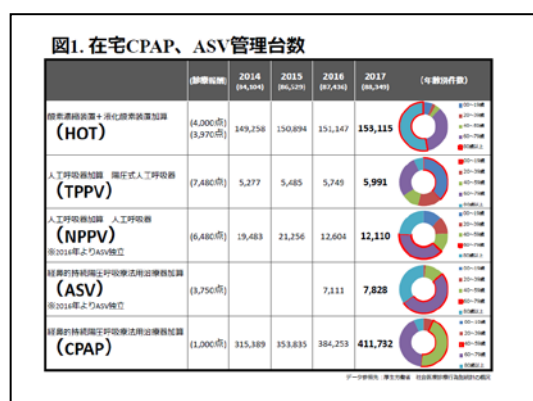 図1. 在宅CPAP、ASV管理台数
(診療報酬) 2014 2015 2016 2017 (年齢別件数)
(86,529) (87,436) (88,349)
酸素濃縮装置+液化酸素装置加算
(HOT)
(4,000点)
(3,970点)
149,258 150,894 151,147 153,115
人工呼吸器加算 陽圧式人工呼吸器
(TPPV)
(7,480点) 5,277 5,485 5,749 5,991
人工呼吸器加算 人工呼吸器
(NPPV)
※2016年よりASV独立
(6,480点) 19,483 21,256 12,604 12,110
経鼻的持続陽圧呼吸療法用治療器加算
(ASV)
※2016年よりASV独立
(3,750点) 7,111 7,828
経鼻的持続陽圧呼吸療法用治療器加算
(CPAP)
(1,000点) 315,389 353,835 384,253 411,732